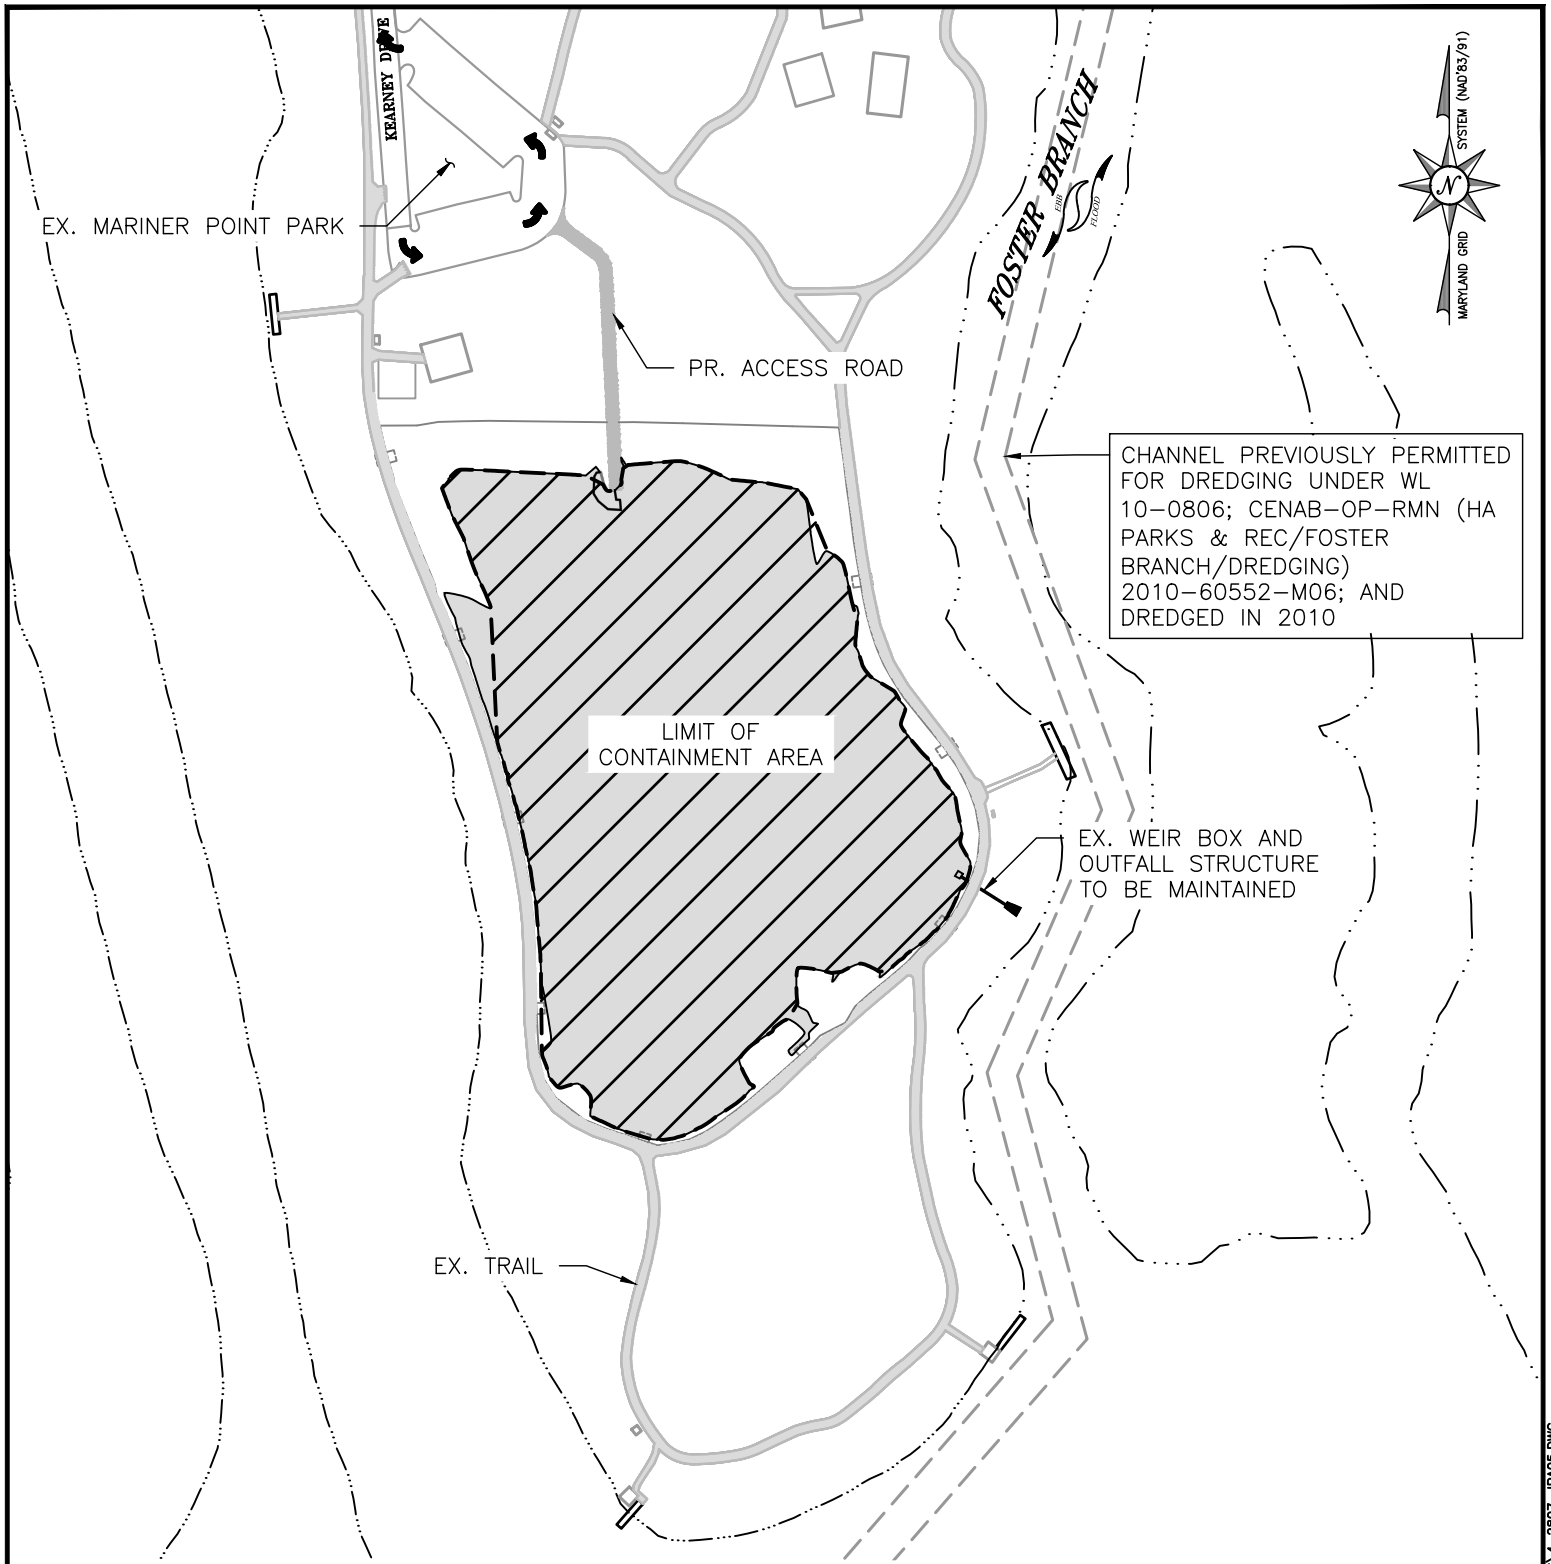 KEARNEY DRIVE
EX. MARINER POINT PARK
FOSTER BRANCH
EBB
FLOOD
SYSTEM (NAD'83/91)
N
MARYLAND GRID
PR. ACCESS ROAD
CHANNEL PREVIOUSLY PERMITTED
FOR DREDGING UNDER WL
10-0806; CENAB-OP-RMN (HA
PARKS & REC/FOSTER
BRANCH/DREDGING)
2010-60552-M06; AND
DREDGED IN 2010
LIMIT OF
CONTAINMENT AREA
EX. WEIR BOX AND
OUTFALL STRUCTURE
TO BE MAINTAINED
EX. TRAIL